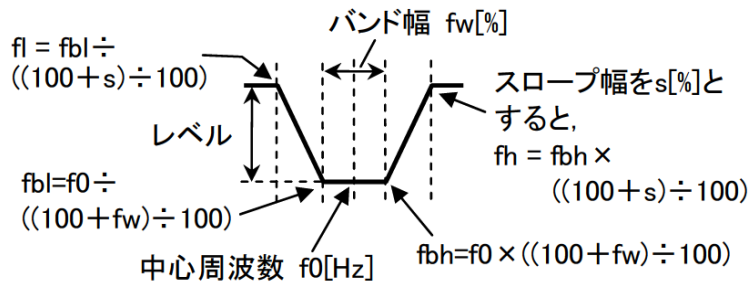 バンド幅 fw[%]
fl = fbl÷
((100+s)÷100)
スロープ幅をs[%]と
すると,
fh = fbh×
((100+s)÷100)
レベル
fbl=f0÷
((100+fw)÷100)
中心周波数 f0[Hz]
fbh=f0×((100+fw)÷100)